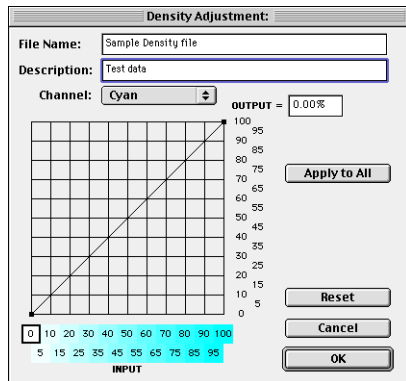 Density Adjustment:
File Name: Sample Density file
Description: Test data
Channel: Cyan
OUTPUT = 0.00%
100
95
90
85
80
75
70
65
60
55
50
45
40
35
30
25
20
15
10
5
0
Apply to All
Reset
Cancel
OK
0 10 20 30 40 50 60 70 80 90 100
5 15 25 35 45 55 65 75 85 95
INPUT